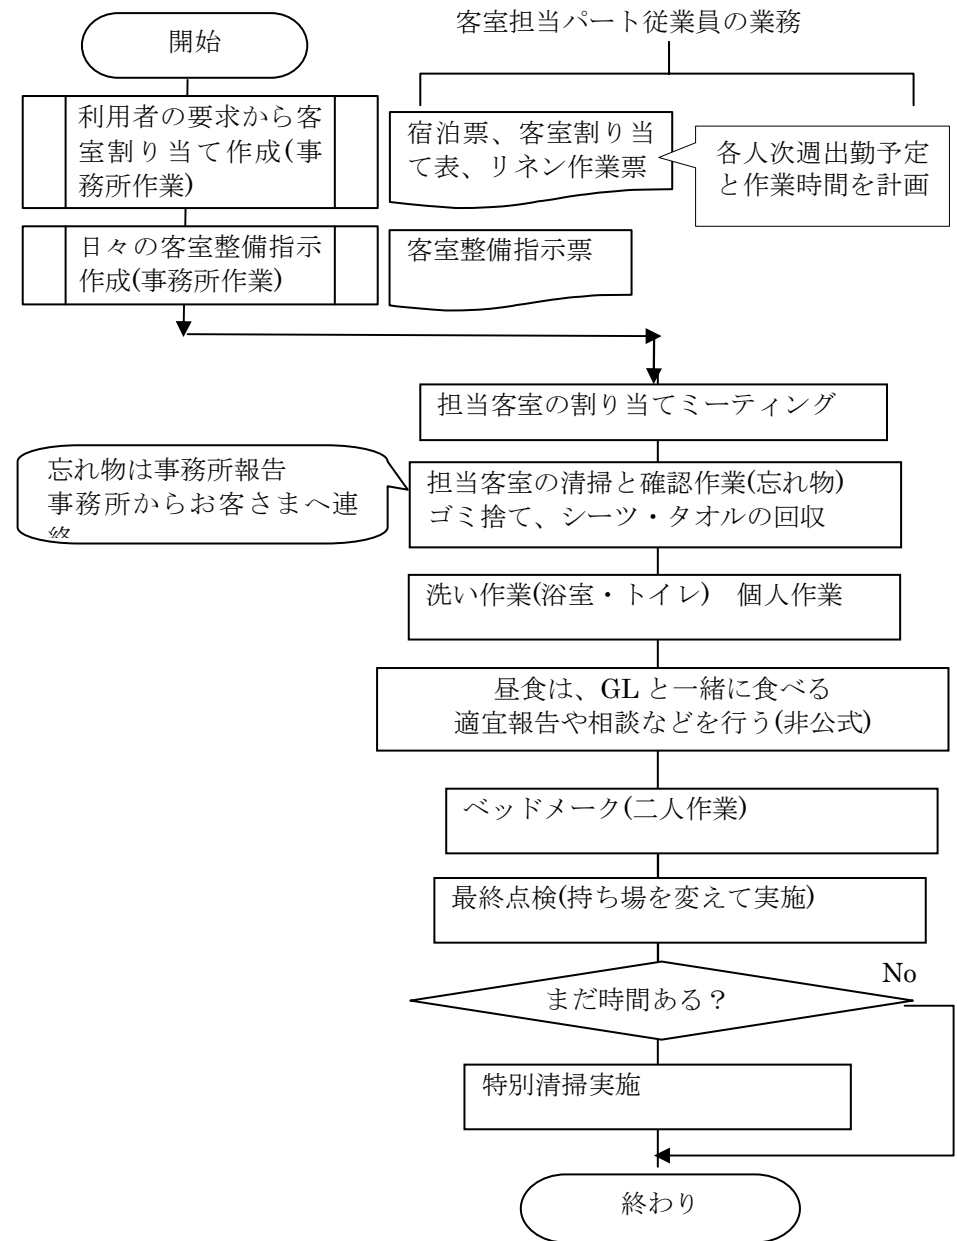 開始
客室担当パート従業員の業務
利用者の要求から客
室割り当て作成(事
務所作業)
宿泊票、客室割り当
て表、リネン作業票
各人次週出勤予定
と作業時間を計画
日々の客室整備指示
作成(事務所作業)
客室整備指示票
担当客室の割り当てミーティング
忘れ物は事務所報告
事務所からお客さまへ連
担当客室の清掃と確認作業(忘れ物)
ゴミ捨て、シーツ・タオルの回収
洗い作業(浴室・トイレ)　個人作業
昼食は、GL と一緒に食べる
適宜報告や相談などを行う(非公式)
ベッドメーク(二人作業)
最終点検(持ち場を変えて実施)
No
まだ時間ある？
特別清掃実施
終わり